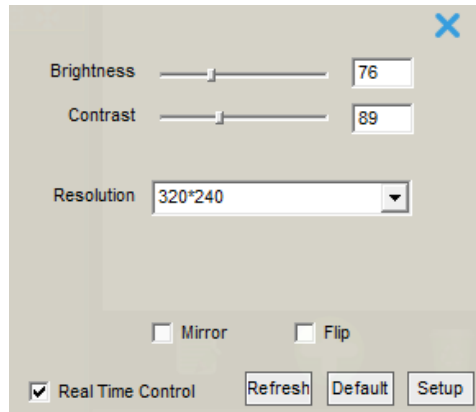 Brightness 76
Contrast 89
Resolution 320*240
Mirror Flip
Real Time Control Refresh Default Setup